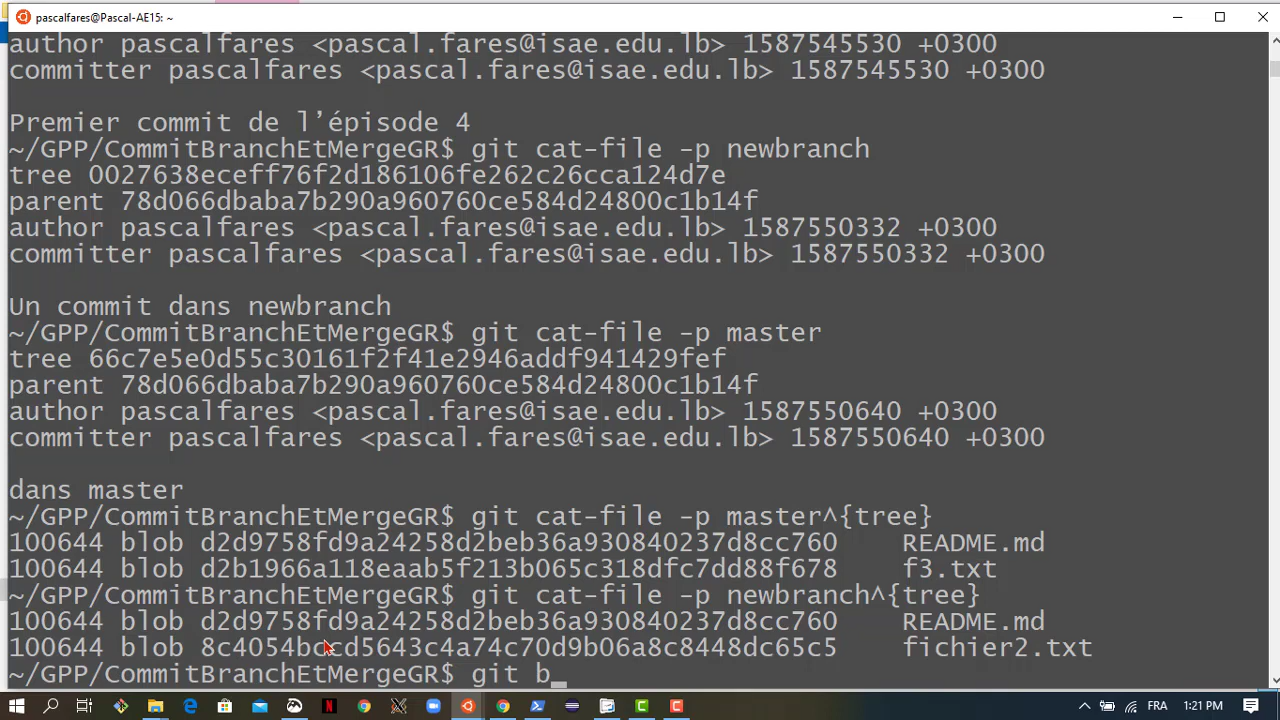 pascalfares@Pascal-AE15: ~
author pascalfares <pascal.fares@isae.edu.lb> 1587545530 +0300
committer pascalfares <pascal.fares@isae.edu.lb> 1587545530 +0300
Premier commit de l’épisode 4
~/GPP/CommitBranchEtMergeGR$ git cat-file -p newbranch
tree 0027638eceff76f2d186106fe262c26cca124d7e
parent 78d066dbaba7b290a960760ce584d24800c1b14f
author pascalfares <pascal.fares@isae.edu.lb> 1587550332 +0300
committer pascalfares <pascal.fares@isae.edu.lb> 1587550332 +0300
Un commit dans newbranch
~/GPP/CommitBranchEtMergeGR$ git cat-file -p master
tree 66c7e5e0d55c30161f2f41e2946addf941429fef
parent 78d066dbaba7b290a960760ce584d24800c1b14f
author pascalfares <pascal.fares@isae.edu.lb> 1587550640 +0300
committer pascalfares <pascal.fares@isae.edu.lb> 1587550640 +0300
dans master
~/GPP/CommitBranchEtMergeGR$ git cat-file -p master^{tree}
100644 blob d2d9758fd9a24258d2beb36a930840237d8cc760 README.md
100644 blob d2b1966a118eaab5f213b065c318dfc7dd88f678 f3.txt
~/GPP/CommitBranchEtMergeGR$ git cat-file -p newbranch^{tree}
100644 blob d2d9758fd9a24258d2beb36a930840237d8cc760 README.md
100644 blob 8c4054bccd5643c4a74c70d9b06a8c8448dc65c5 fichier2.txt
~/GPP/CommitBranchEtMergeGR$ git b
FRA 1:21 PM